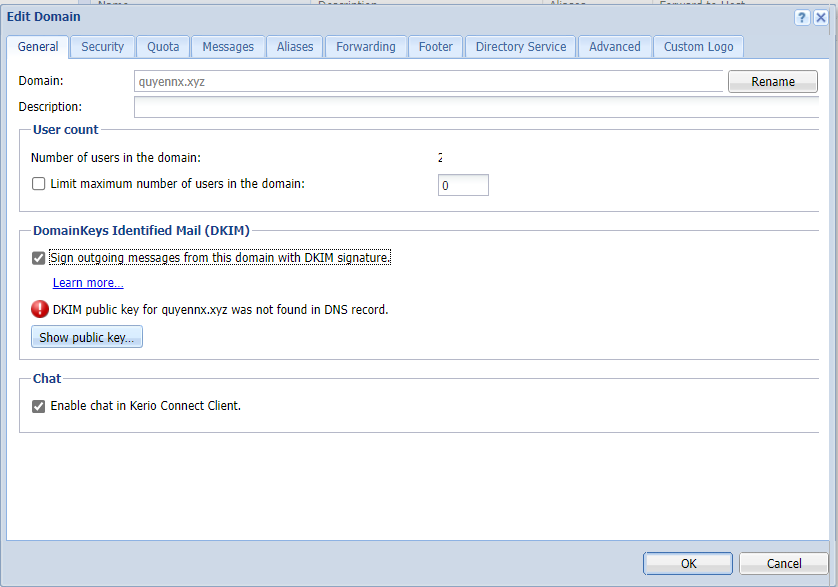 Edit Domain
General Security Quota Messages Aliases Forwarding Footer Directory Service Advanced Custom Logo
Domain: quyennx.xyz Rename
Description:
User count
Number of users in the domain: 2
Limit maximum number of users in the domain: 0
DomainKeys Identified Mail (DKIM)
Sign outgoing messages from this domain with DKIM signature.
Learn more...
DKIM public key for quyennx.xyz was not found in DNS record.
Show public key...
Chat
Enable chat in Kerio Connect Client.
OK Cancel